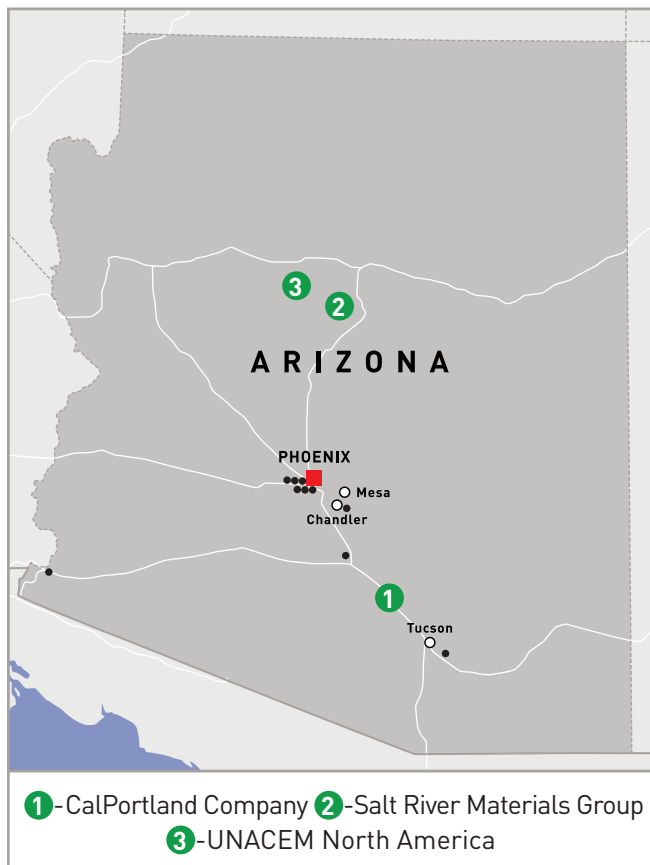 3
2
ARIZONA
PHOENIX
Mesa
Chandler
1
Tucson
1-CalPortland Company 2-Salt River Materials Group
3-UNACEM North America